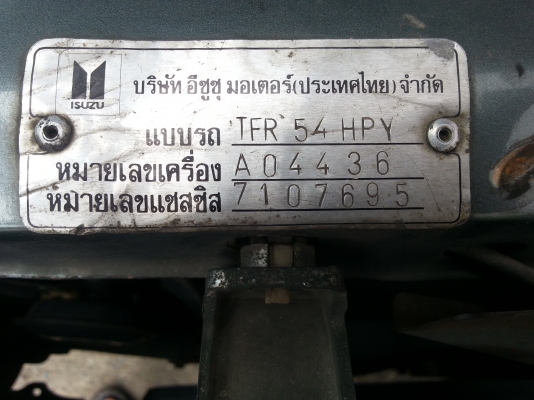 ISUZU
บริษัท อีซูซุ มอเตอร์(ประเทศไทย)จำกัด
แบบรถ TFR 54 HPY
หมายเลขเครื่อง A04436
หมายเลขแชสซิส 7107695